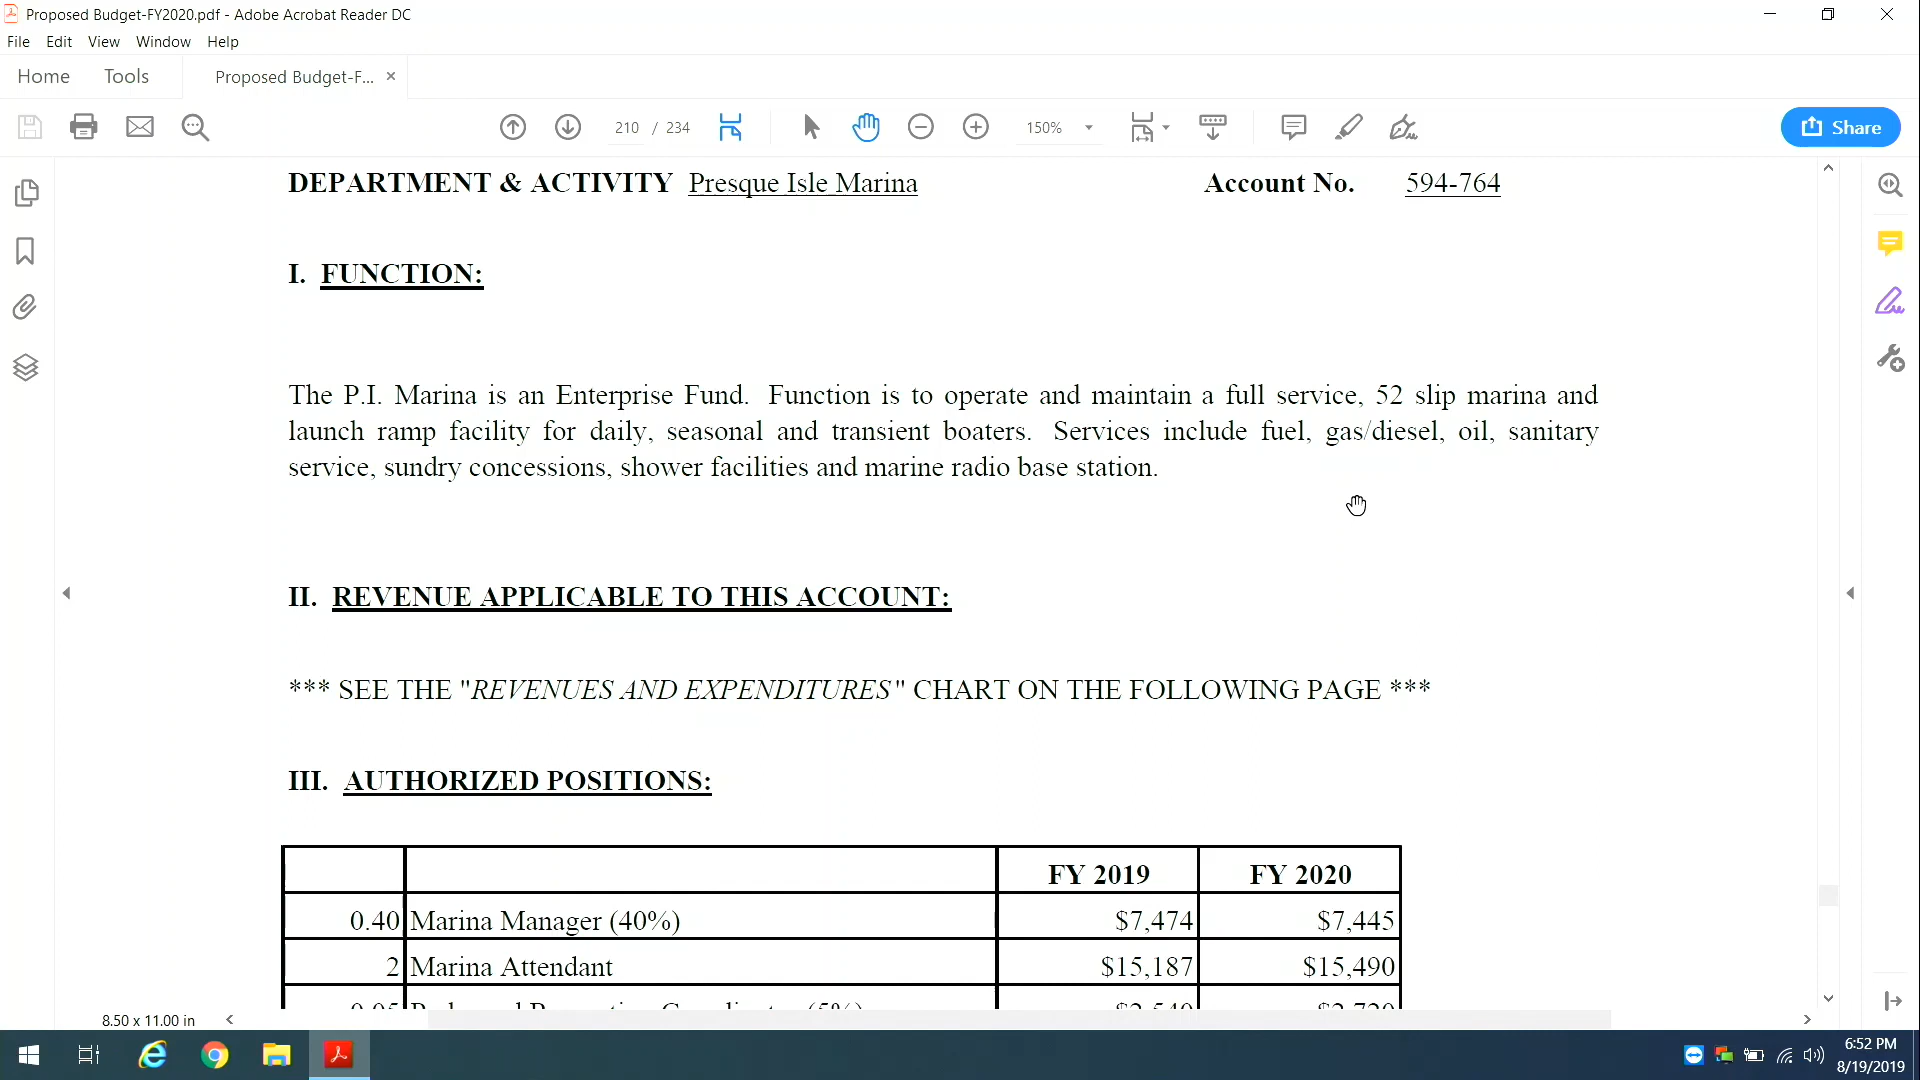 Proposed Budget-FY2020.pdf - Adobe Acrobat Reader DC
File Edit View Window Help
Home Tools Proposed Budget-F... ×
210 / 234 150% Share
DEPARTMENT & ACTIVITY Presque Isle Marina Account No. 594-764
I. FUNCTION:
The P.I. Marina is an Enterprise Fund. Function is to operate and maintain a full service, 52 slip marina and
launch ramp facility for daily, seasonal and transient boaters. Services include fuel, gas/diesel, oil, sanitary
service, sundry concessions, shower facilities and marine radio base station.
II. REVENUE APPLICABLE TO THIS ACCOUNT:
*** SEE THE "REVENUES AND EXPENDITURES" CHART ON THE FOLLOWING PAGE ***
III. AUTHORIZED POSITIONS:
FY 2019 FY 2020
0.40 Marina Manager (40%) $7,474 $7,445
2 Marina Attendant $15,187 $15,490
8.50 x 11.00 in
6:52 PM
8/19/2019